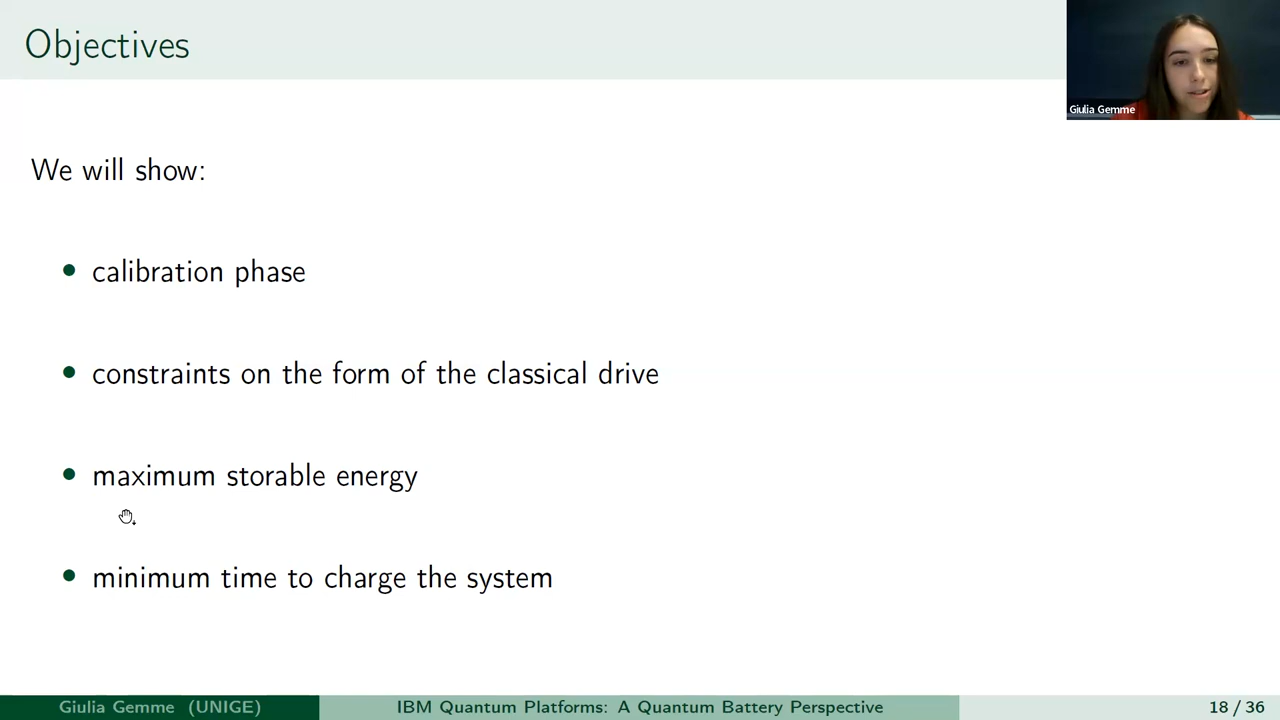 Objectives
Giulia Gemme
We will show:
calibration phase
constraints on the form of the classical drive
maximum storable energy
minimum time to charge the system
Giulia Gemme (UNIGE)
IBM Quantum Platforms: A Quantum Battery Perspective
18 / 36